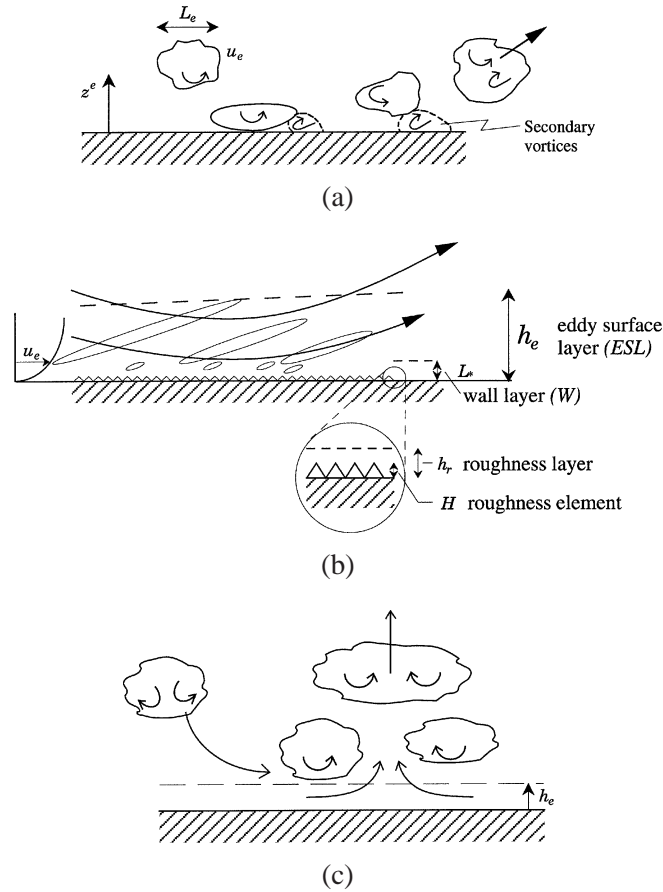 L_e
u_e
z^e
Secondary
vortices
(a)
u_e
h_e
eddy surface
layer (ESL)
L_*
wall layer (W)
h_r roughness layer
H roughness element
(b)
h_e
(c)